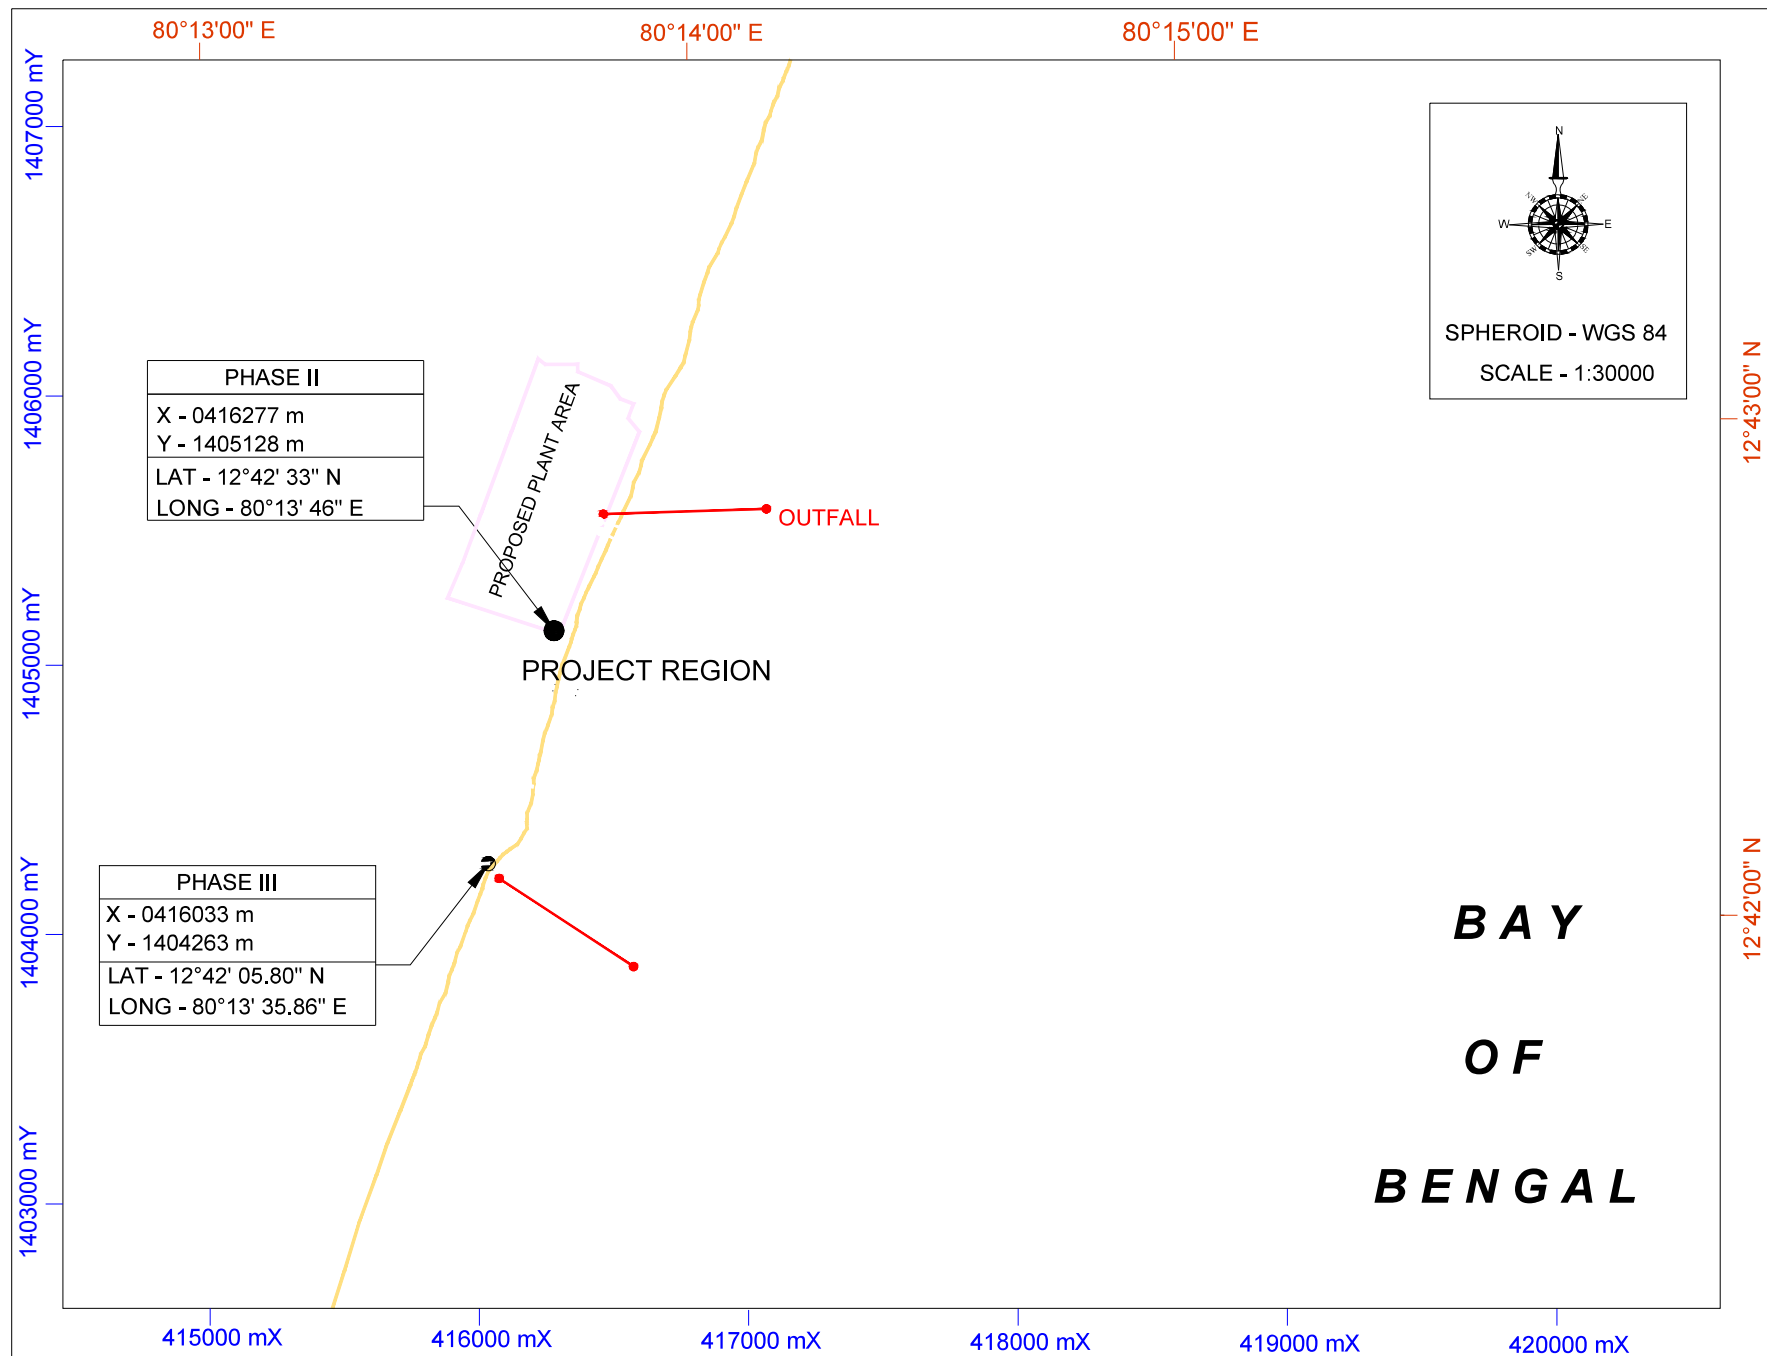 80°13'00" E
80°14'00" E
80°15'00" E
1407000 mY
1406000 mY
1405000 mY
1404000 mY
1403000 mY
N
NW
NE
W
E
SW
SE
S
SPHEROID - WGS 84
SCALE - 1:30000
12°43'00" N
12°42'00" N
PHASE II
X - 0416277 m
Y - 1405128 m
LAT - 12°42' 33" N
LONG - 80°13' 46" E
PROPOSED PLANT AREA
OUTFALL
PROJECT REGION
PHASE III
X - 0416033 m
Y - 1404263 m
LAT - 12°42' 05.80" N
LONG - 80°13' 35.86" E
BAY
OF
BENGAL
415000 mX
416000 mX
417000 mX
418000 mX
419000 mX
420000 mX